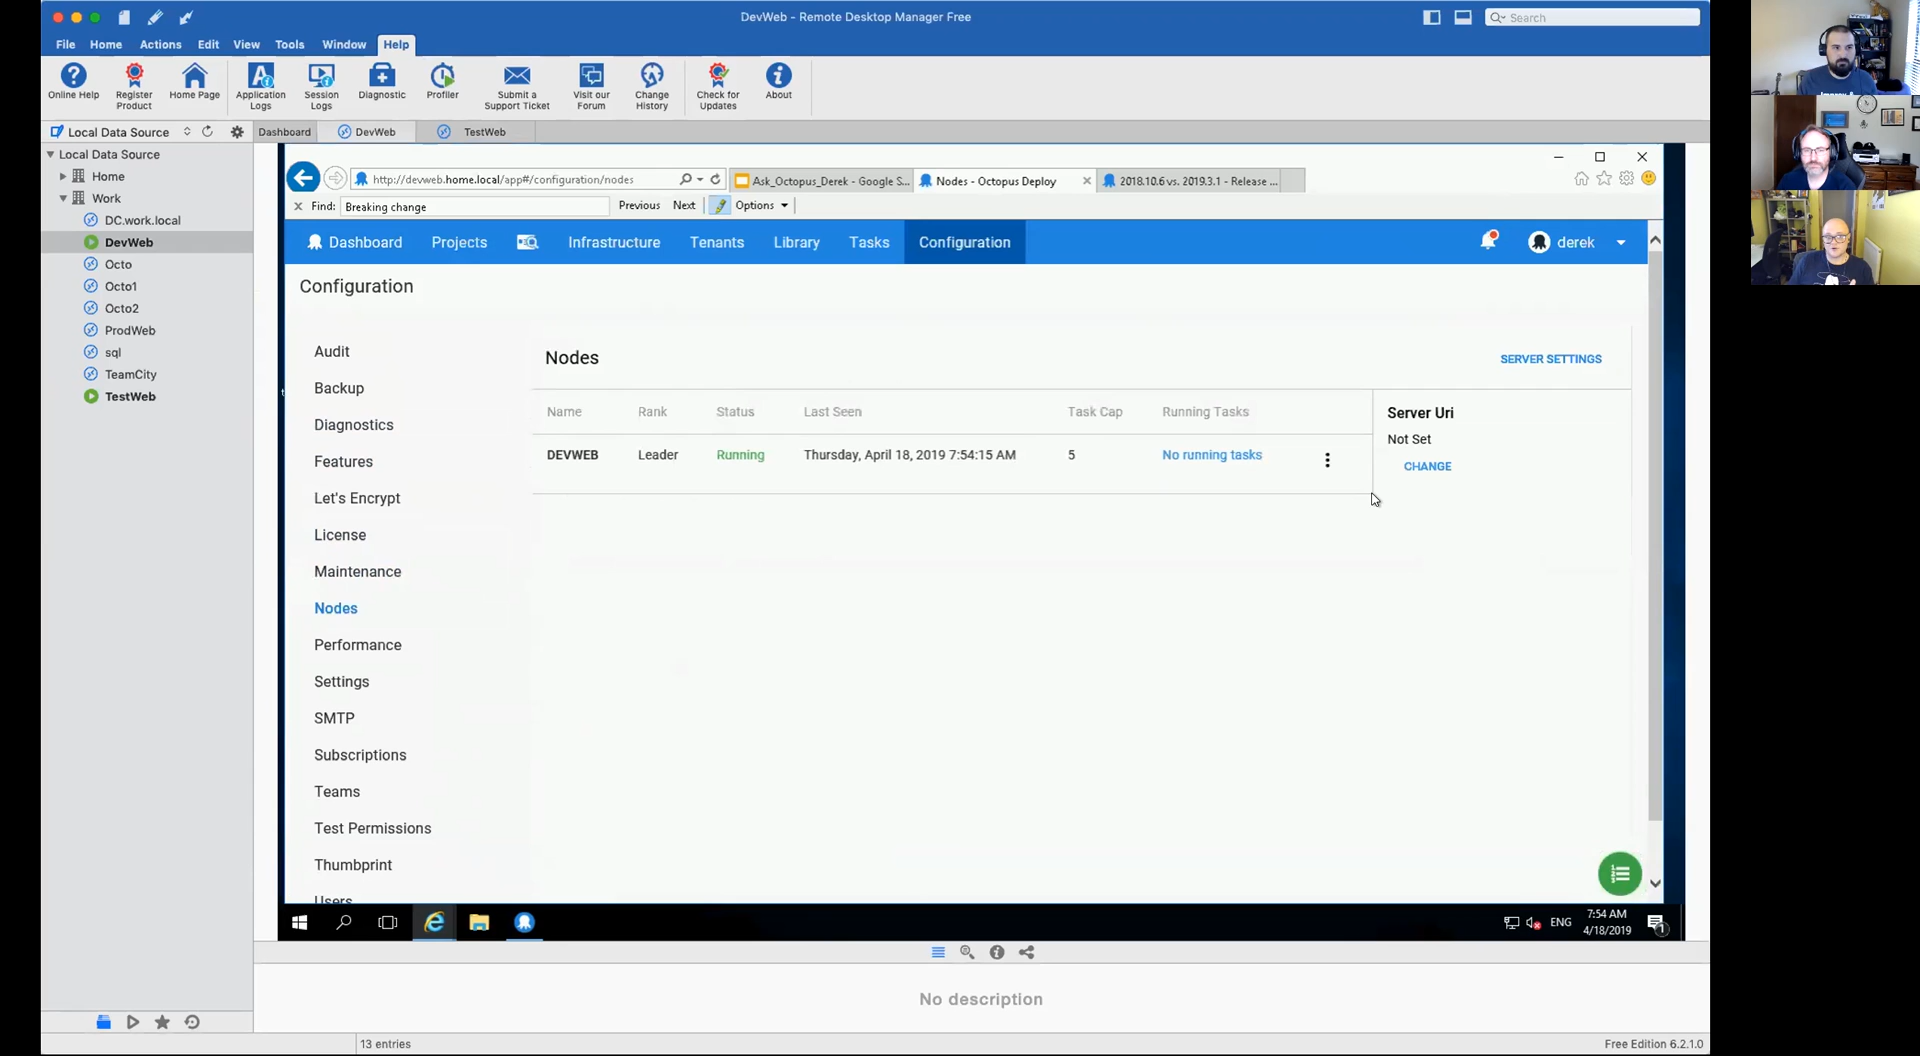 DevWeb - Remote Desktop Manager Free
Search
File Home Actions Edit View Tools Window Help
Online Help
Register Product
Home Page
Application Logs
Session Logs
Diagnostic
Profiler
Submit a Support Ticket
Visit our Forum
Change History
Check for Updates
About
Local Data Source
Dashboard DevWeb TestWeb
Local Data Source
Home
Work
DC.work.local
DevWeb
Octo
Octo1
Octo2
ProdWeb
sql
TeamCity
TestWeb
http://devweb.home.local/app#/configuration/nodes
Ask_Octopus_Derek - Google S...
Nodes - Octopus Deploy
2018.10.6 vs. 2019.3.1 - Release ...
Find: Breaking change Previous Next Options
Dashboard Projects Infrastructure Tenants Library Tasks Configuration derek
Configuration
Audit
Backup
Diagnostics
Features
Let's Encrypt
License
Maintenance
Nodes
Performance
Settings
SMTP
Subscriptions
Teams
Test Permissions
Thumbprint
Users
Nodes SERVER SETTINGS
Name Rank Status Last Seen Task Cap Running Tasks
DEVWEB Leader Running Thursday, April 18, 2019 7:54:15 AM 5 No running tasks
Server Uri
Not Set
CHANGE
ENG
7:54 AM
4/18/2019
1
No description
13 entries
Free Edition 6.2.1.0